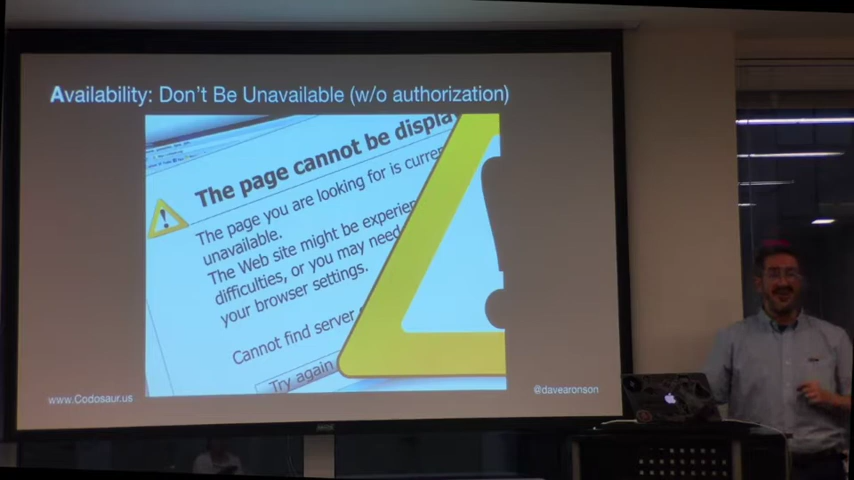 Availability: Don't Be Unavailable (w/o authorization)
The page cannot be displa
The page you are looking for is curre
unavailable.
The Web site might be experien
difficulties, or you may need
your browser settings.
Cannot find server
Try again
www.Codosaur.us
@davearonson